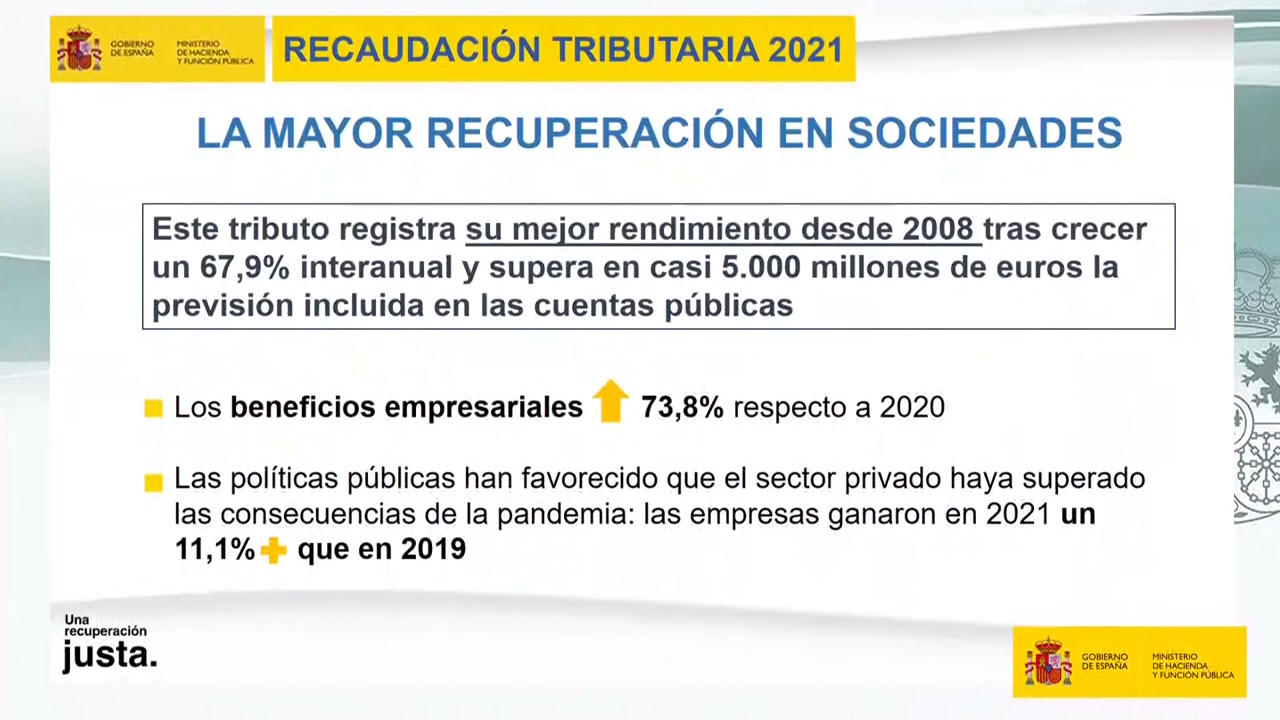 GOBIERNO
DE ESPAÑA
MINISTERIO
DE HACIENDA
Y FUNCIÓN PÚBLICA
RECAUDACIÓN TRIBUTARIA 2021
LA MAYOR RECUPERACIÓN EN SOCIEDADES
Este tributo registra su mejor rendimiento desde 2008 tras crecer
un 67,9% interanual y supera en casi 5.000 millones de euros la
previsión incluida en las cuentas públicas
Los beneficios empresariales 73,8% respecto a 2020
Las políticas públicas han favorecido que el sector privado haya superado
las consecuencias de la pandemia: las empresas ganaron en 2021 un
11,1% + que en 2019
Una
recuperación
justa.
GOBIERNO
DE ESPAÑA
MINISTERIO
DE HACIENDA
Y FUNCIÓN PÚBLICA